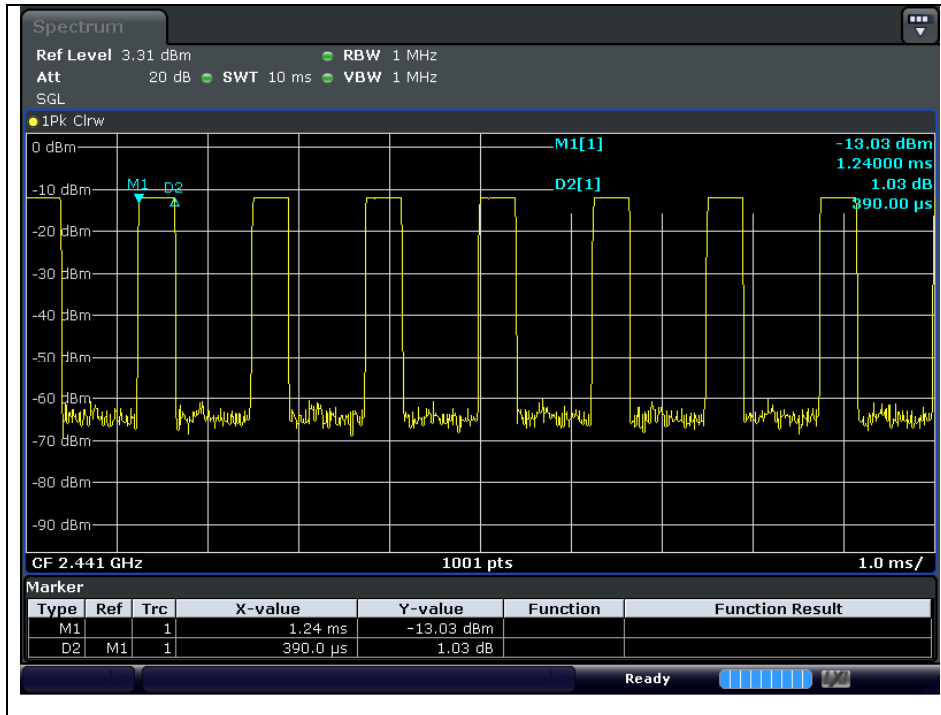 Spectrum
Ref Level 3.31 dBm RBW 1 MHz
Att 20 dB SWT 10 ms VBW 1 MHz
SGL
1Pk Clrw
0 dBm
M1[1] -13.03 dBm
1.24000 ms
-10 dBm
M1 D2
D2[1] 1.03 dB
390.00 µs
-20 dBm
-30 dBm
-40 dBm
-50 dBm
-60 dBm
-70 dBm
-80 dBm
-90 dBm
CF 2.441 GHz 1001 pts 1.0 ms/
Marker
Type Ref Trc X-value Y-value Function Function Result
M1 1 1.24 ms -13.03 dBm
D2 M1 1 390.0 µs 1.03 dB
Ready